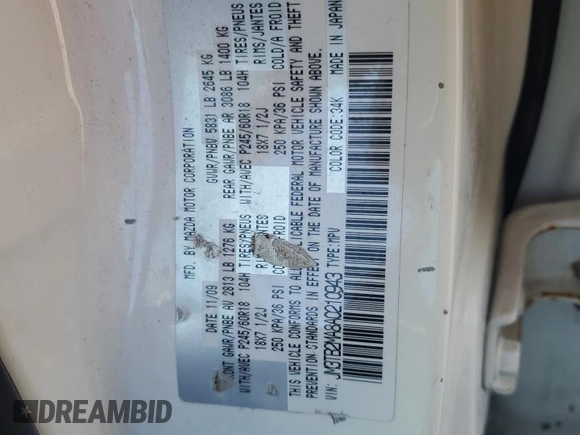 MFD. BY MAZDA MOTOR CORPORATION
DATE 11/09 GVWR/PNBV 5831 LB 2645 KG
FRONT GAWR/PNBE AV 2813 LB 1276 KG REAR GAWR/PNBE AR 3086 LB 1400 KG
WITH/AVEC P245/60R18 104H TIRES/PNEUS WITH/AVEC P245/60R18 104H TIRES/PNEUS
18X7 1/2J RIMS/JANTES 18X7 1/2J RIMS/JANTES
250 KPA/36 PSI COLD/A FROID 250 KPA/36 PSI COLD/A FROID
THIS VEHICLE CONFORMS TO ALL APPLICABLE FEDERAL MOTOR VEHICLE SAFETY AND THEFT
PREVENTION STANDARDS IN EFFECT ON THE DATE OF MANUFACTURE SHOWN ABOVE.
VIN: JM3TB2MA8A0210943 TYPE:MPV COLOR CODE:34K MADE IN JAPAN
DREAMBID